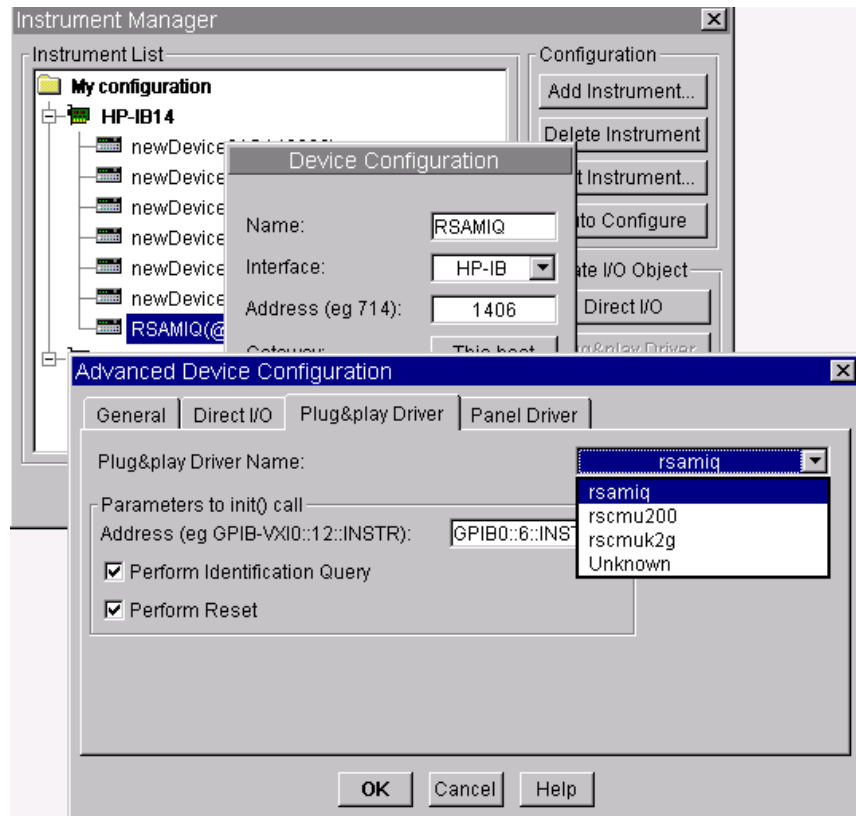 Instrument Manager
Instrument List
My configuration
HP-IB14
newDevice
newDevice
newDevice
newDevice
newDevice
newDevice
RSAMIQ(@
Configuration
Add Instrument...
Delete Instrument
t Instrument...
to Configure
te I/O Object
Direct I/O
Device Configuration
Name:
RSAMIQ
Interface:
HP-IB
Address (eg 714):
1406
Gateway:
This host
Advanced Device Configuration
General
Direct I/O
Plug&play Driver
Panel Driver
Plug&play Driver Name:
rsamiq
rsamiq
rscmu200
rscmuk2g
Unknown
Parameters to init() call
Address (eg GPIB-VXI0::12::INSTR):
GPIB0::6::INST
Perform Identification Query
Perform Reset
OK
Cancel
Help